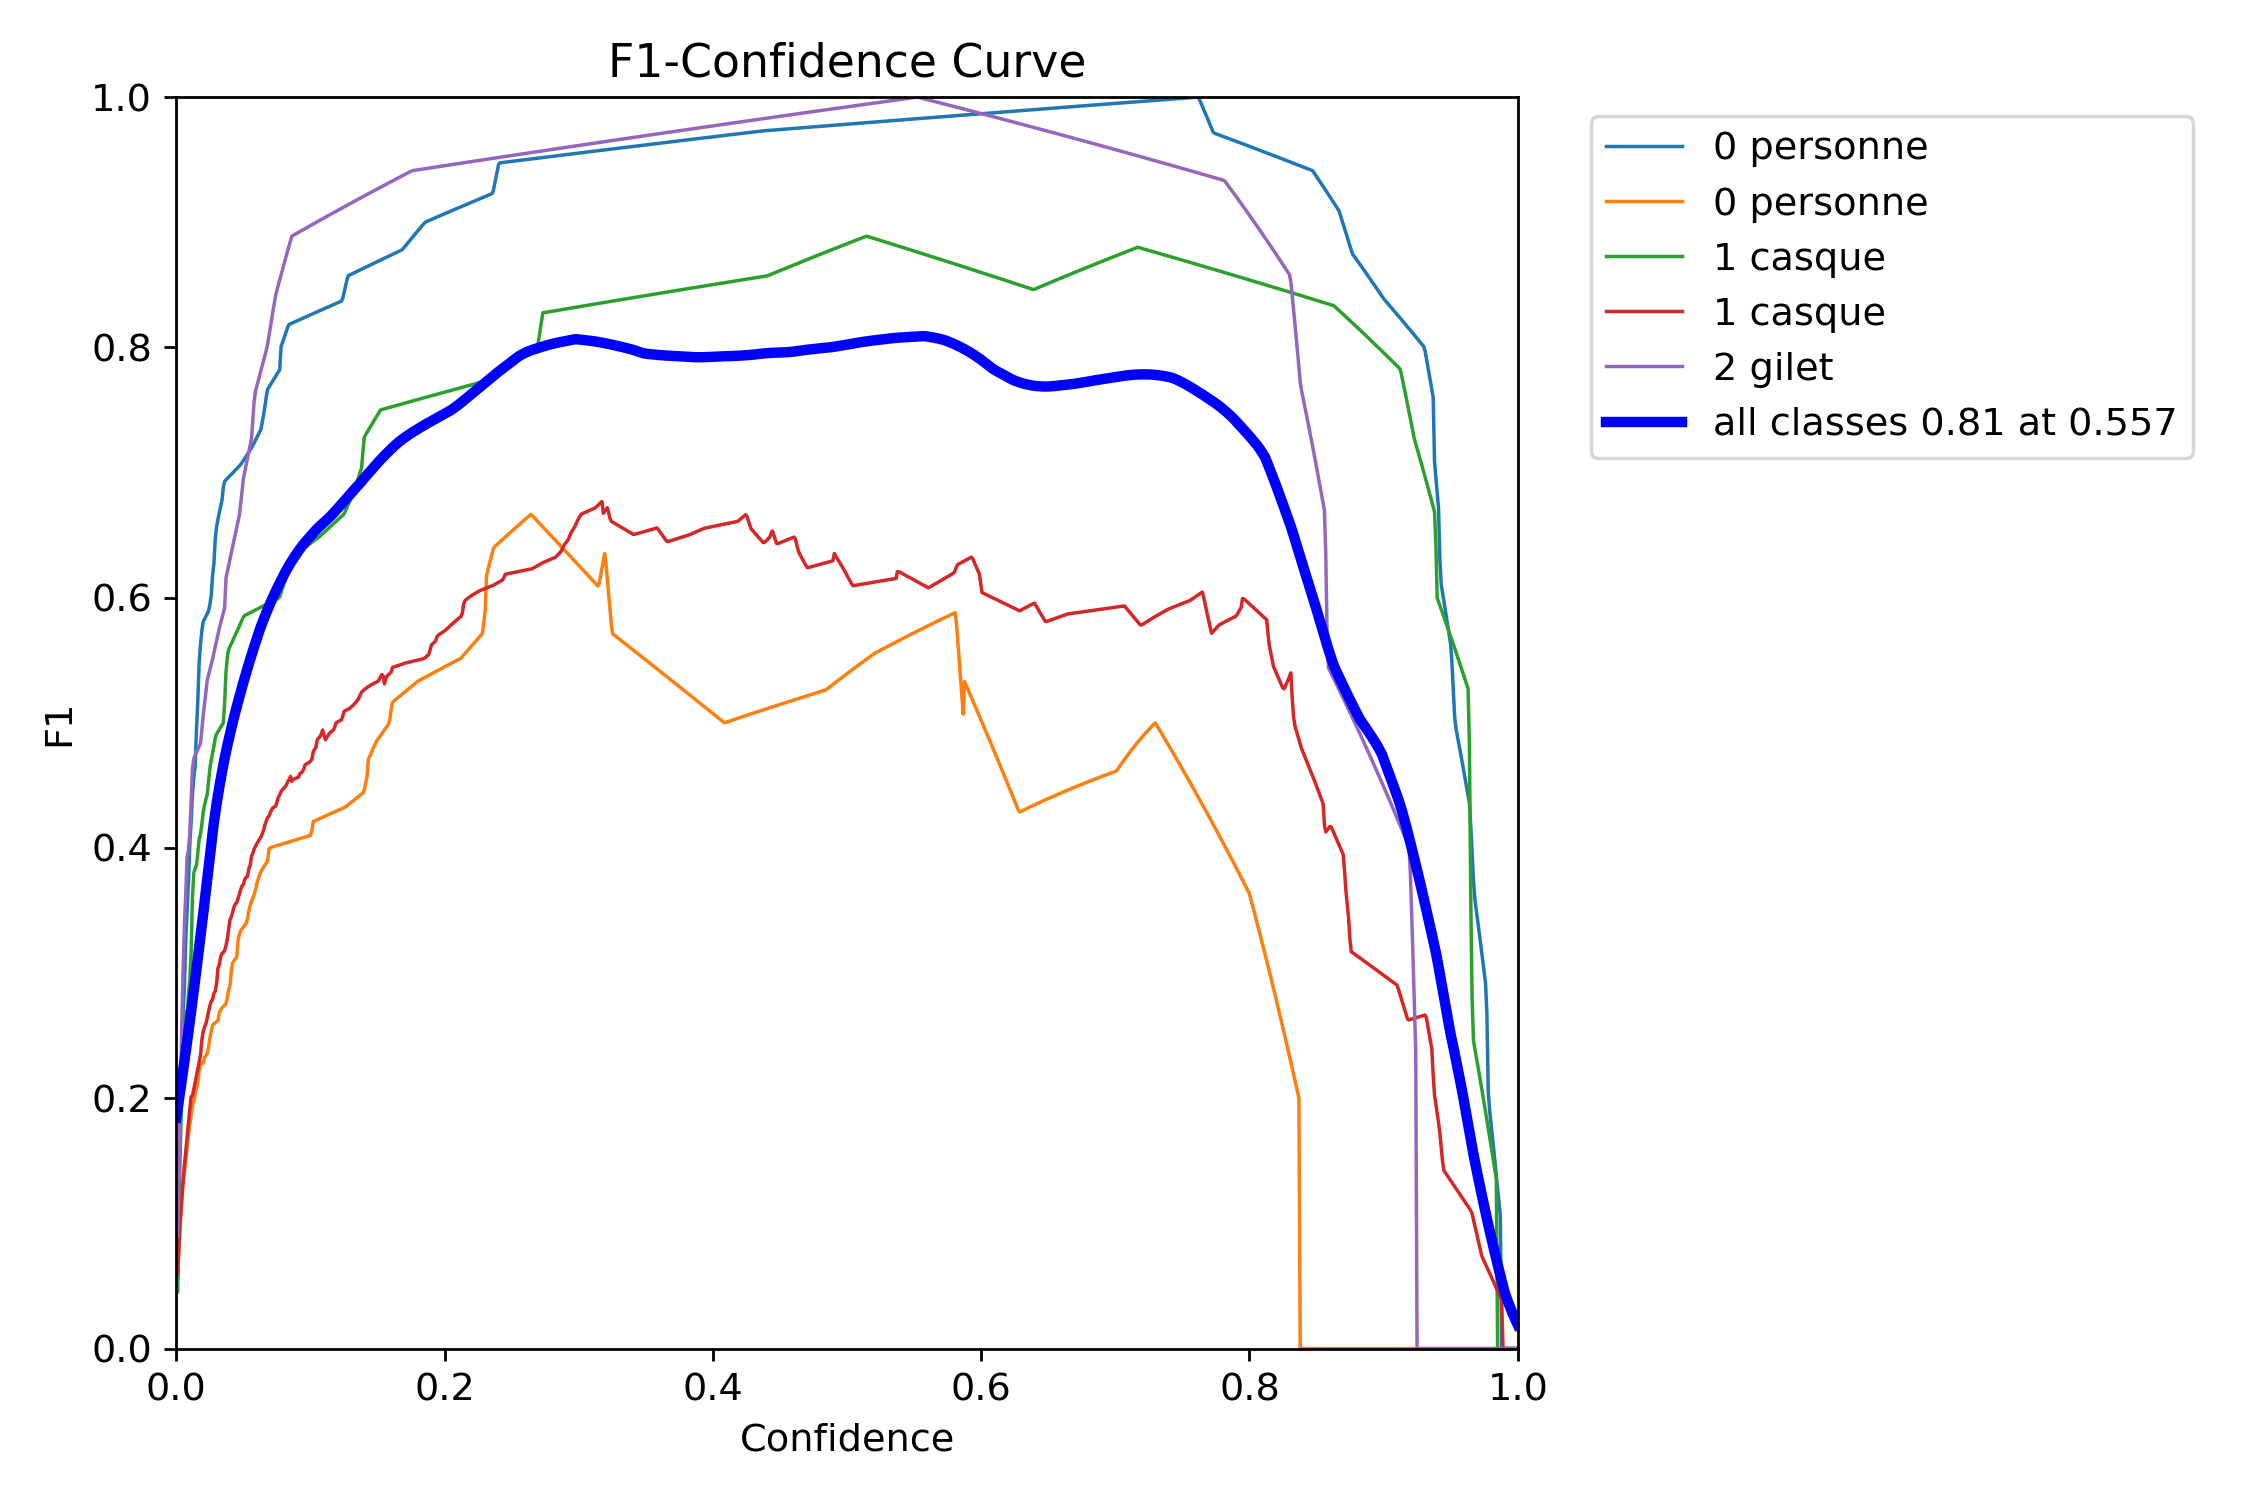 F1-Confidence Curve
1.0
0.8
0.6
0.4
0.2
0.0
F1
0.0 0.2 0.4 0.6 0.8 1.0
Confidence
0 personne
0 personne
1 casque
1 casque
2 gilet
all classes 0.81 at 0.557